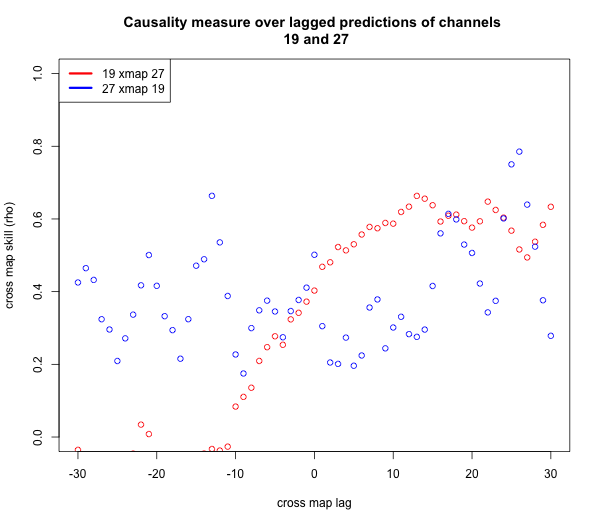 Causality measure over lagged predictions of channels
19 and 27
19 xmap 27
27 xmap 19
cross map skill (rho)
1.0
0.8
0.6
0.4
0.2
0.0
-30 -20 -10 0 10 20 30
cross map lag